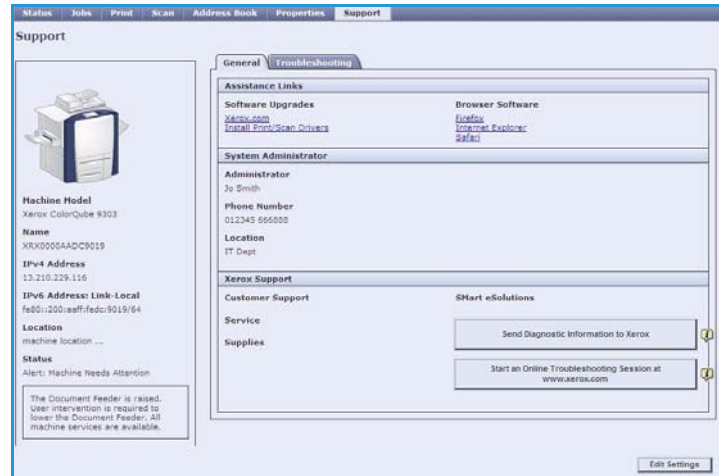 Status Jobs Print Scan Address Book Properties Support
Support
Machine Model
Xerox ColorQube 9303
Name
XRX0000AADC9019
IPv4 Address
13.210.229.116
IPv6 Address: Link-Local
fe80::200:aaff:fedc:9019/64
Location
machine location ...
Status
Alert: Machine Needs Attention
The Document Feeder is raised.
User intervention is required to
lower the Document Feeder. All
machine services are available.
General Troubleshooting
Assistance Links
Software Upgrades Browser Software
Xerox.com Firefox
Install Print/Scan Drivers Internet Explorer
Safari
System Administrator
Administrator
Jo Smith
Phone Number
012345 666888
Location
IT Dept
Xerox Support
Customer Support SMart eSolutions
Service
Supplies
Send Diagnostic Information to Xerox
Start an Online Troubleshooting Session at
www.xerox.com
Edit Settings